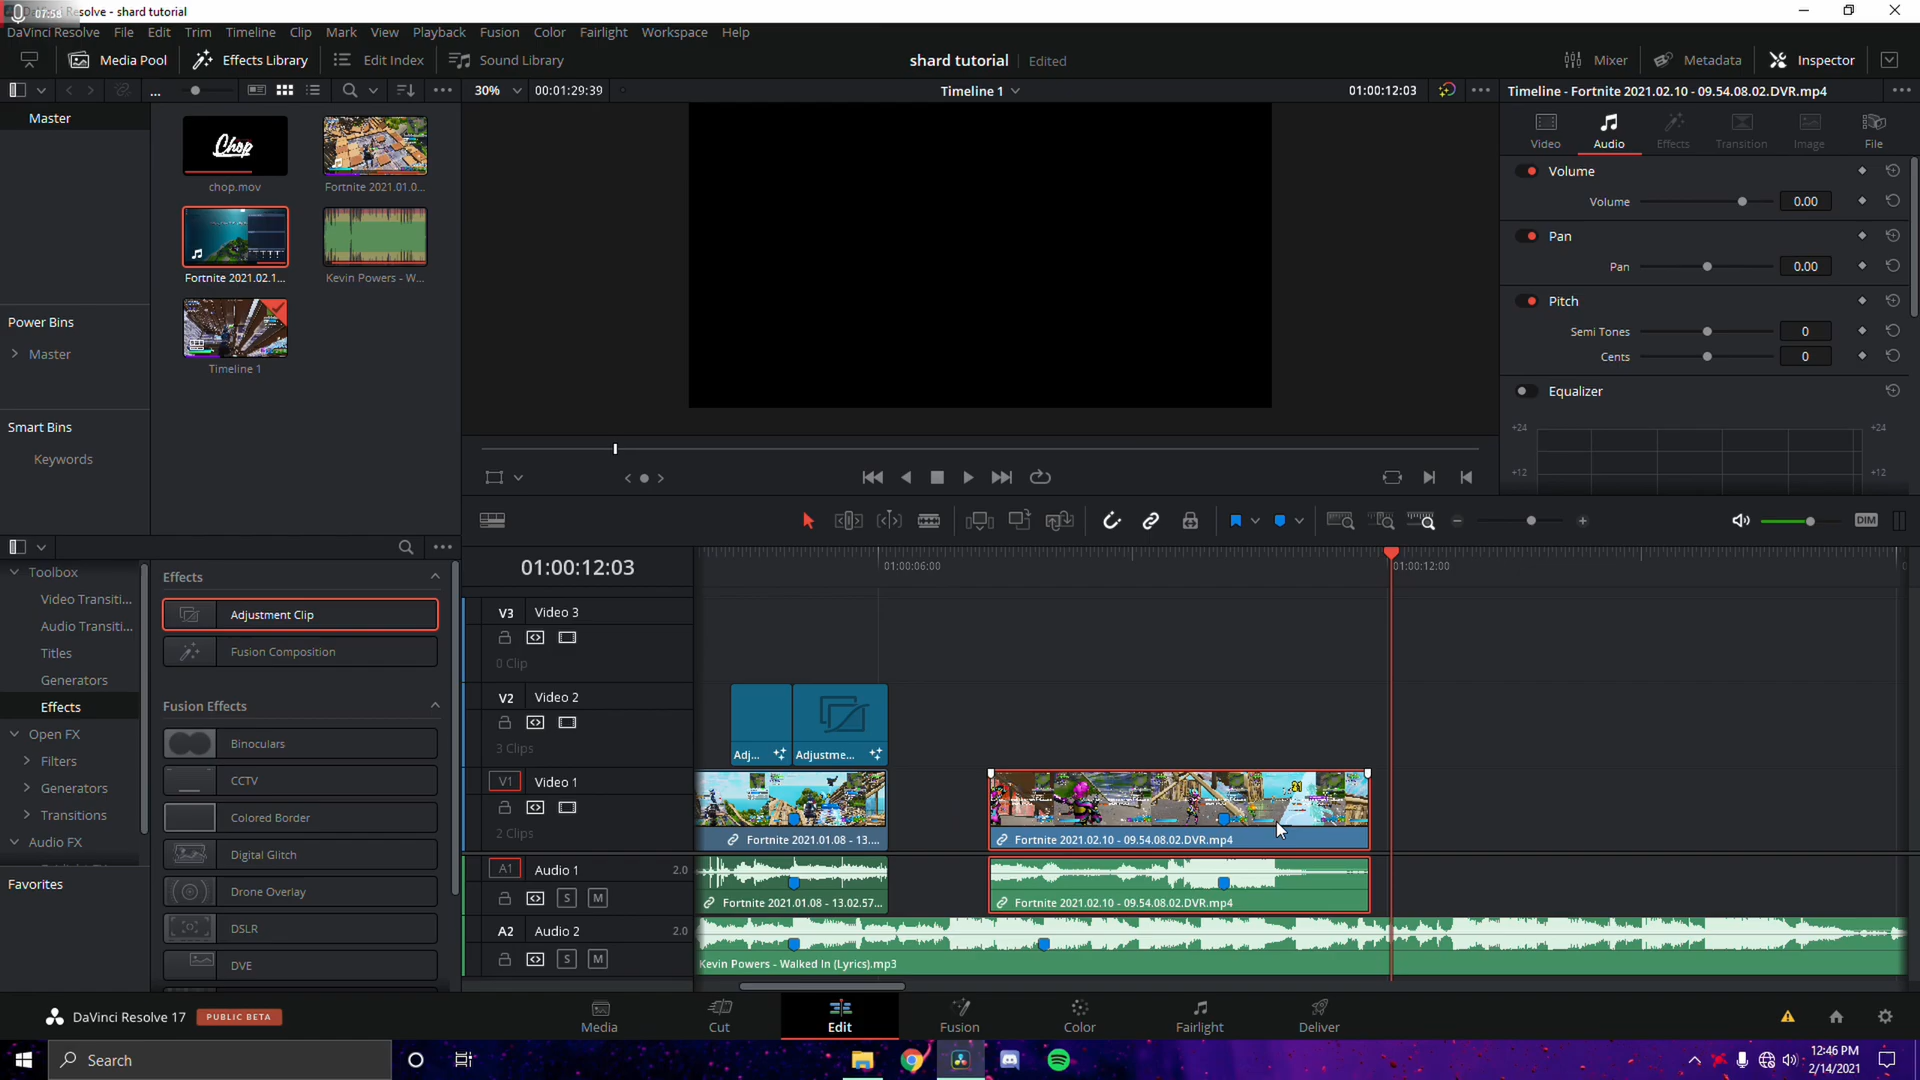 07:58
Resolve - shard tutorial
DaVinci Resolve File Edit Trim Timeline Clip Mark View Playback Fusion Color Fairlight Workspace Help
Media Pool Effects Library Edit Index Sound Library
shard tutorial Edited
Mixer Metadata Inspector
... 30% 00:01:29:39 Timeline 1 01:00:12:03
Timeline - Fortnite 2021.02.10 - 09.54.08.02.DVR.mp4
Master
Chop
chop.mov Fortnite 2021.01.0...
Fortnite 2021.02.1... Kevin Powers - W...
Timeline 1
Power Bins
Master
Smart Bins
Keywords
Video Audio Effects Transition Image File
Volume
Volume 0.00
Pan
Pan 0.00
Pitch
Semi Tones 0
Cents 0
Equalizer
+24 +24
+12 +12
DIM
Toolbox
Video Transiti...
Audio Transiti...
Titles
Generators
Effects
Open FX
Filters
Generators
Transitions
Audio FX
Favorites
Effects
Adjustment Clip
Fusion Composition
Fusion Effects
Binoculars
CCTV
Colored Border
Digital Glitch
Drone Overlay
DSLR
DVE
01:00:12:03
01:00:06:00 01:00:12:00
V3 Video 3
0 Clip
V2 Video 2
3 Clips
Adj... Adjustme...
V1 Video 1
2 Clips
Fortnite 2021.01.08 - 13.... Fortnite 2021.02.10 - 09.54.08.02.DVR.mp4
A1 Audio 1 2.0
S M
Fortnite 2021.01.08 - 13.02.57... Fortnite 2021.02.10 - 09.54.08.02.DVR.mp4
A2 Audio 2 2.0
S M
Kevin Powers - Walked In (Lyrics).mp3
DaVinci Resolve 17 PUBLIC BETA
Media Cut Edit Fusion Color Fairlight Deliver
Search
12:46 PM
2/14/2021